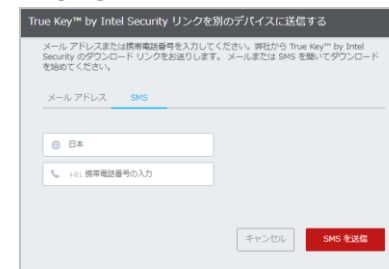 True Key™ by Intel Security リンクを別のデバイスに送信する
メール アドレスまたは携帯電話番号を入力してください。弊社から True Key™ by Intel
Security のダウンロード リンクをお送りします。 メールまたは SMS を開いてダウンロード
を始めてください。
メール アドレス SMS
日本
+81 携帯電話番号の入力
キャンセル SMS を送信